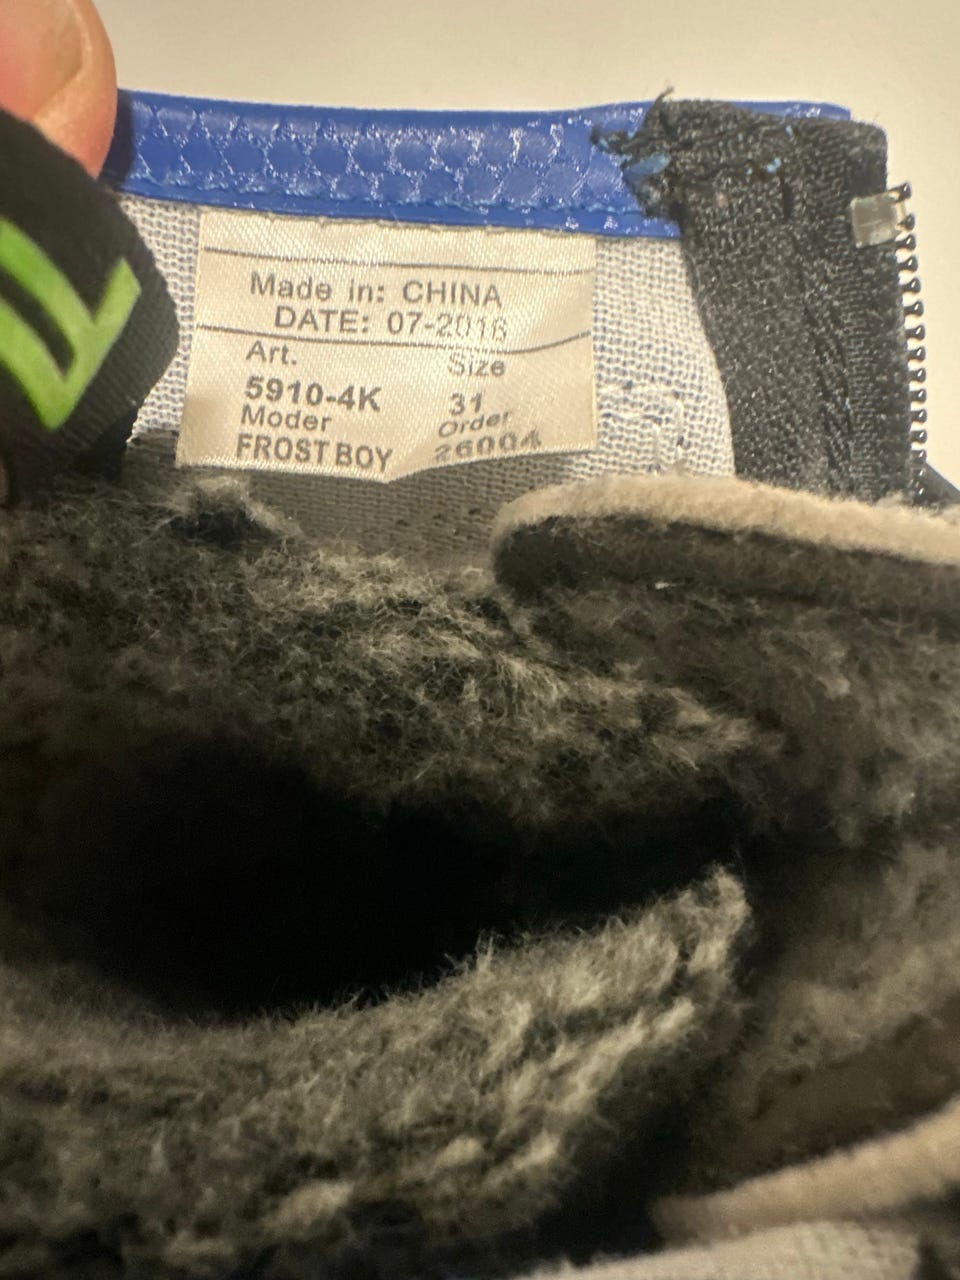 Made in: CHINA
DATE: 07-2016
Art. Size
5910-4K 31
Moder Order
FROST BOY 26004